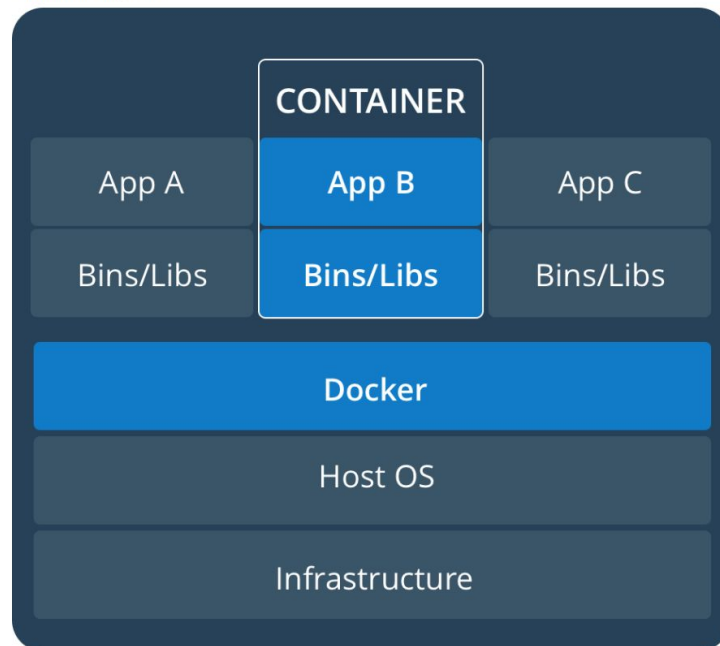 CONTAINER
App A App B App C
Bins/Libs Bins/Libs Bins/Libs
Docker
Host OS
Infrastructure